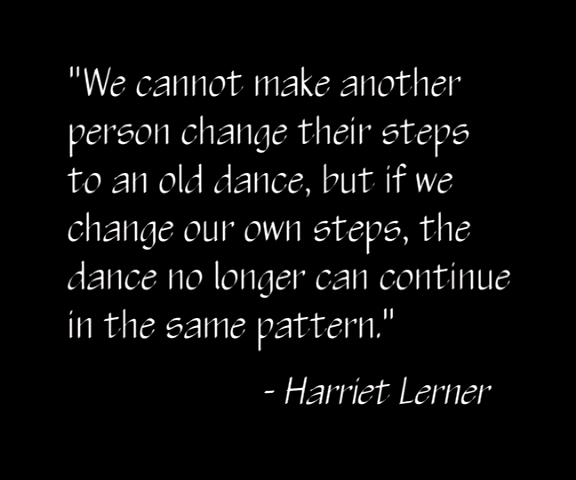 "We cannot make another
person change their steps
to an old dance, but if we
change our own steps, the
dance no longer can continue
in the same pattern."
- Harriet Lerner